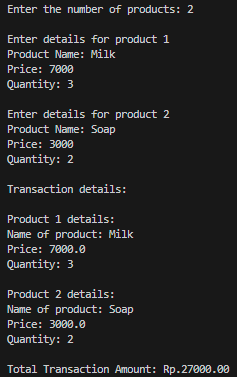 Enter the number of products: 2
Enter details for product 1
Product Name: Milk
Price: 7000
Quantity: 3
Enter details for product 2
Product Name: Soap
Price: 3000
Quantity: 2
Transaction details:
Product 1 details:
Name of product: Milk
Price: 7000.0
Quantity: 3
Product 2 details:
Name of product: Soap
Price: 3000.0
Quantity: 2
Total Transaction Amount: Rp.27000.00